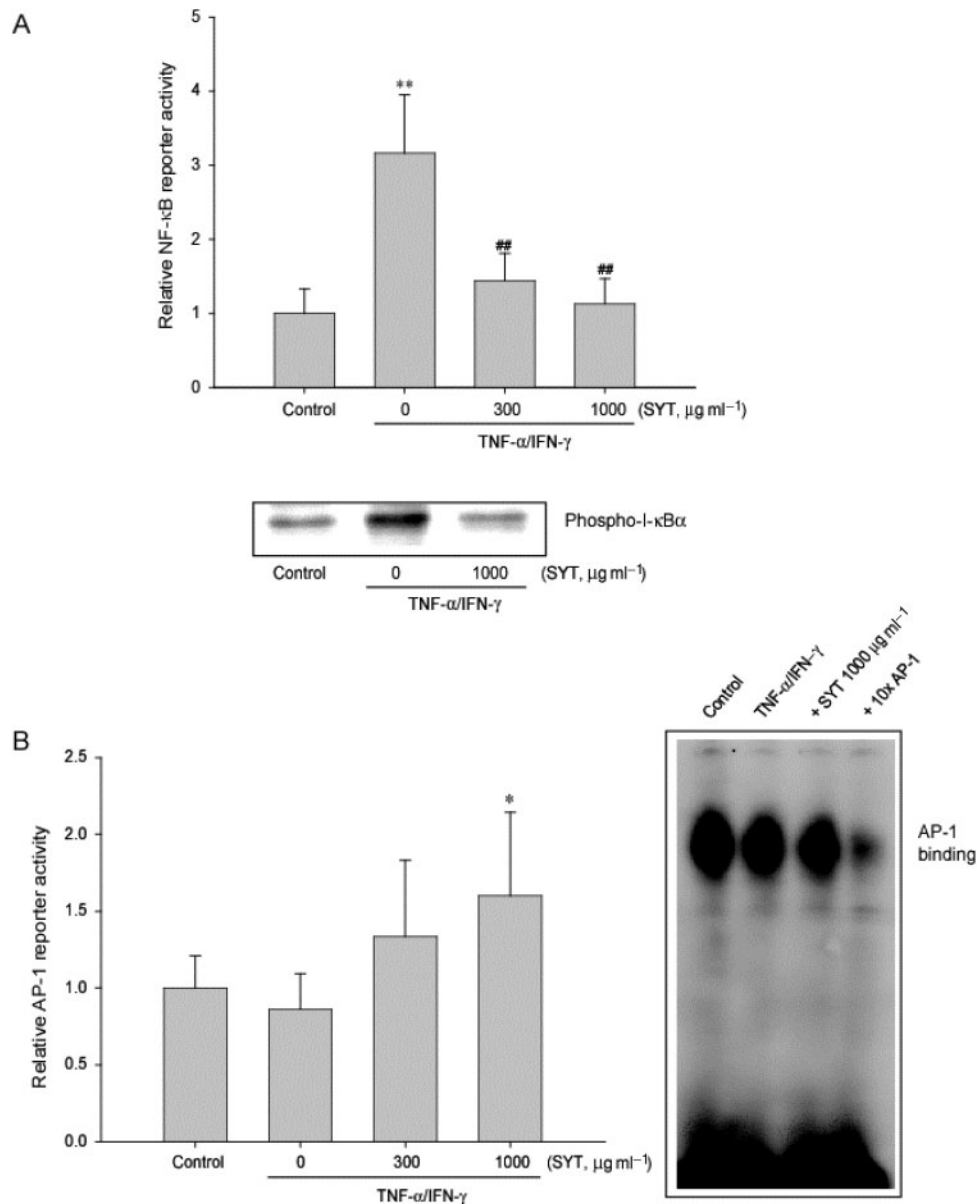 A
Relative NF-κB reporter activity
5
4
3
2
1
0
**
##
##
Control
0
300
1000
(SYT, μg ml⁻¹)
TNF-α/IFN-γ
Phospho-I-κBα
Control
0
1000
(SYT, μg ml⁻¹)
TNF-α/IFN-γ
B
Relative AP-1 reporter activity
2.5
2.0
1.5
1.0
0.5
0.0
*
Control
0
300
1000
(SYT, μg ml⁻¹)
TNF-α/IFN-γ
Control
TNF-α/IFN-γ
+ SYT 1000 μg ml⁻¹
+ 10x AP-1
AP-1
binding